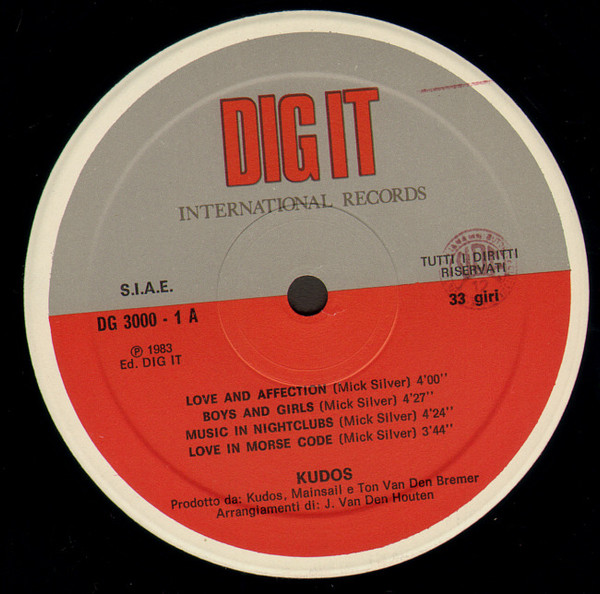 DIG IT
INTERNATIONAL RECORDS
S.I.A.E.
TUTTI I DIRITTI
RISERVATI
DG 3000 - 1 A
33 giri
Ⓟ 1983
Ed. DIG IT
LOVE AND AFFECTION (Mick Silver) 4'00''
BOYS AND GIRLS (Mick Silver) 4'27''
MUSIC IN NIGHTCLUBS (Mick Silver) 4'24''
LOVE IN MORSE CODE (Mick Silver) 3'44''
KUDOS
Prodotto da: Kudos, Mainsail e Ton Van Den Bremer
Arrangiamenti di: J. Van Den Houten